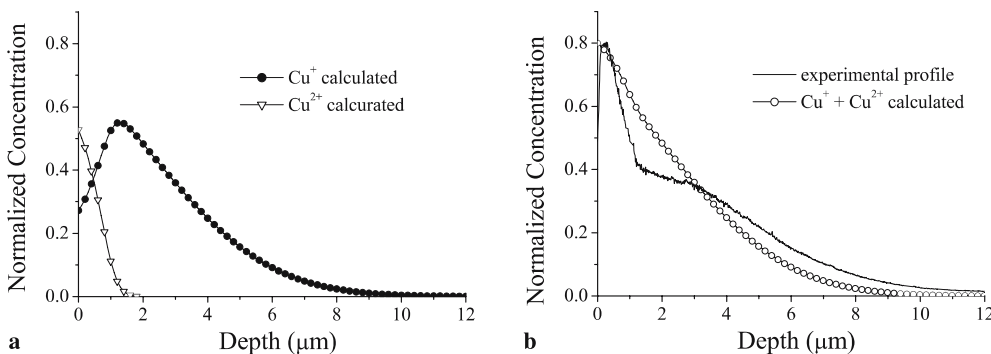 Normalized Concentration
0.8
0.6
0.4
0.2
0.0
Cu+ calculated
Cu2+ calcurated
0 2 4 6 8 10 12
Depth (μm)
a
Normalized Concentration
0.8
0.6
0.4
0.2
0.0
experimental profile
Cu+ + Cu2+ calculated
0 2 4 6 8 10 12
Depth (μm)
b